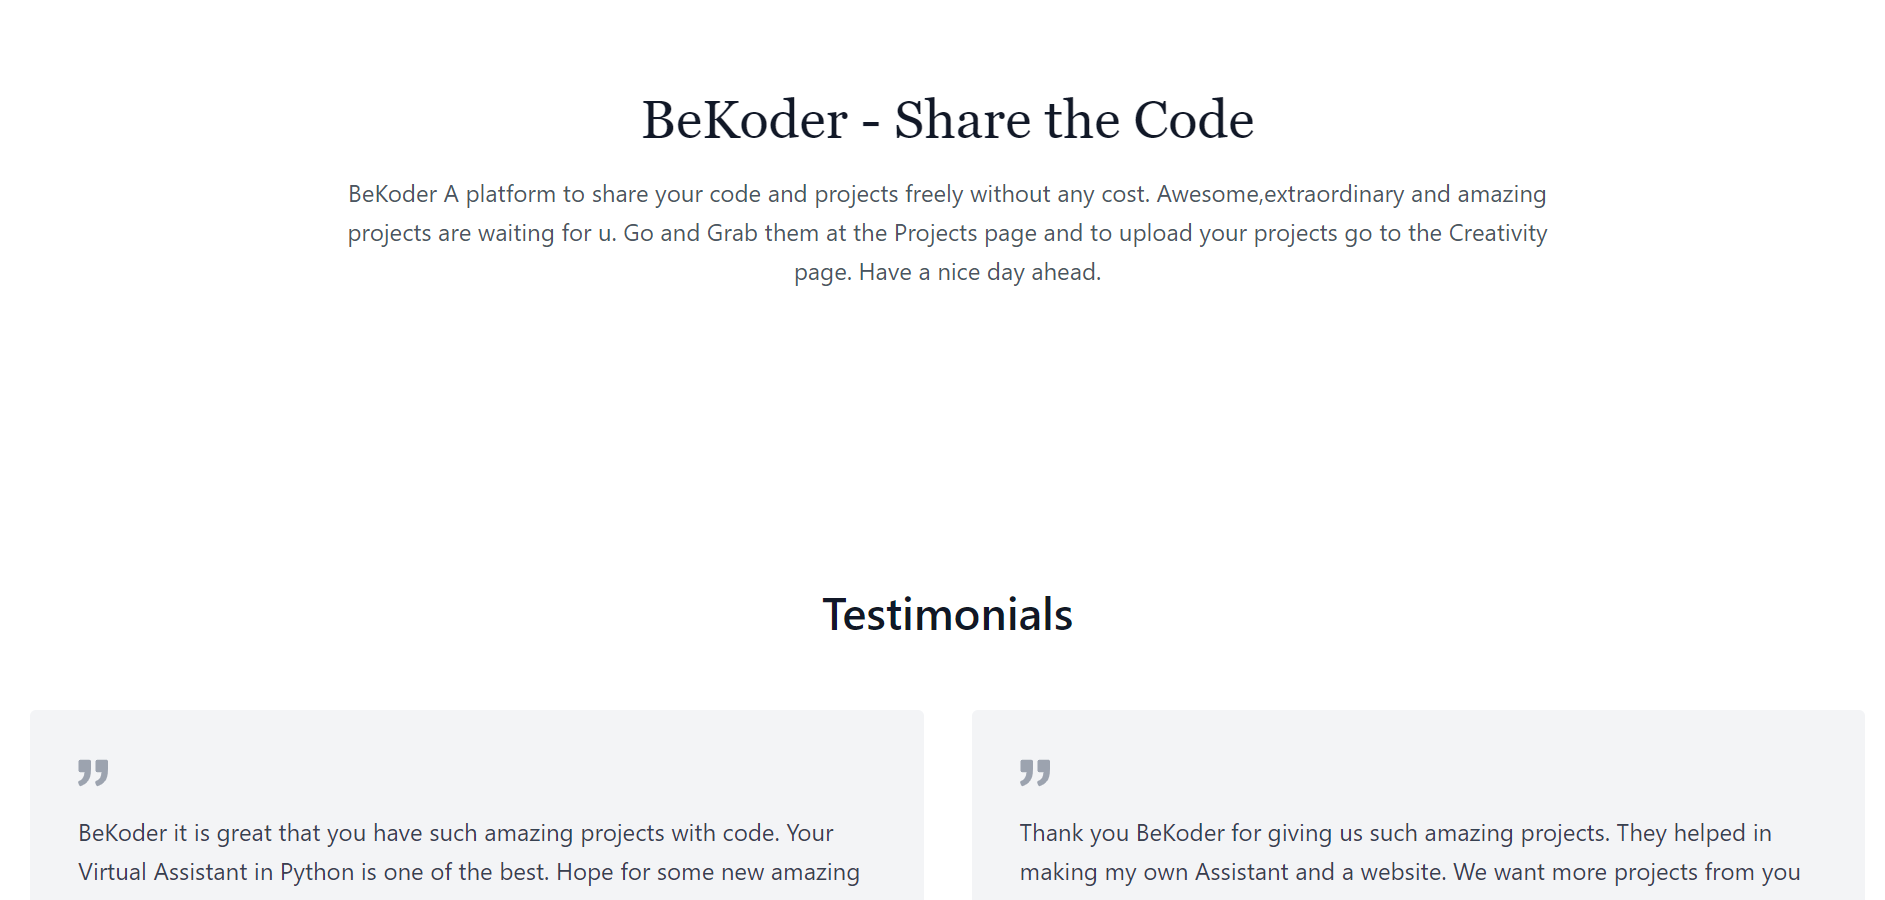 BeKoder - Share the Code
BeKoder A platform to share your code and projects freely without any cost. Awesome,extraordinary and amazing
projects are waiting for u. Go and Grab them at the Projects page and to upload your projects go to the Creativity
page. Have a nice day ahead.
Testimonials
BeKoder it is great that you have such amazing projects with code. Your
Virtual Assistant in Python is one of the best. Hope for some new amazing
Thank you BeKoder for giving us such amazing projects. They helped in
making my own Assistant and a website. We want more projects from you